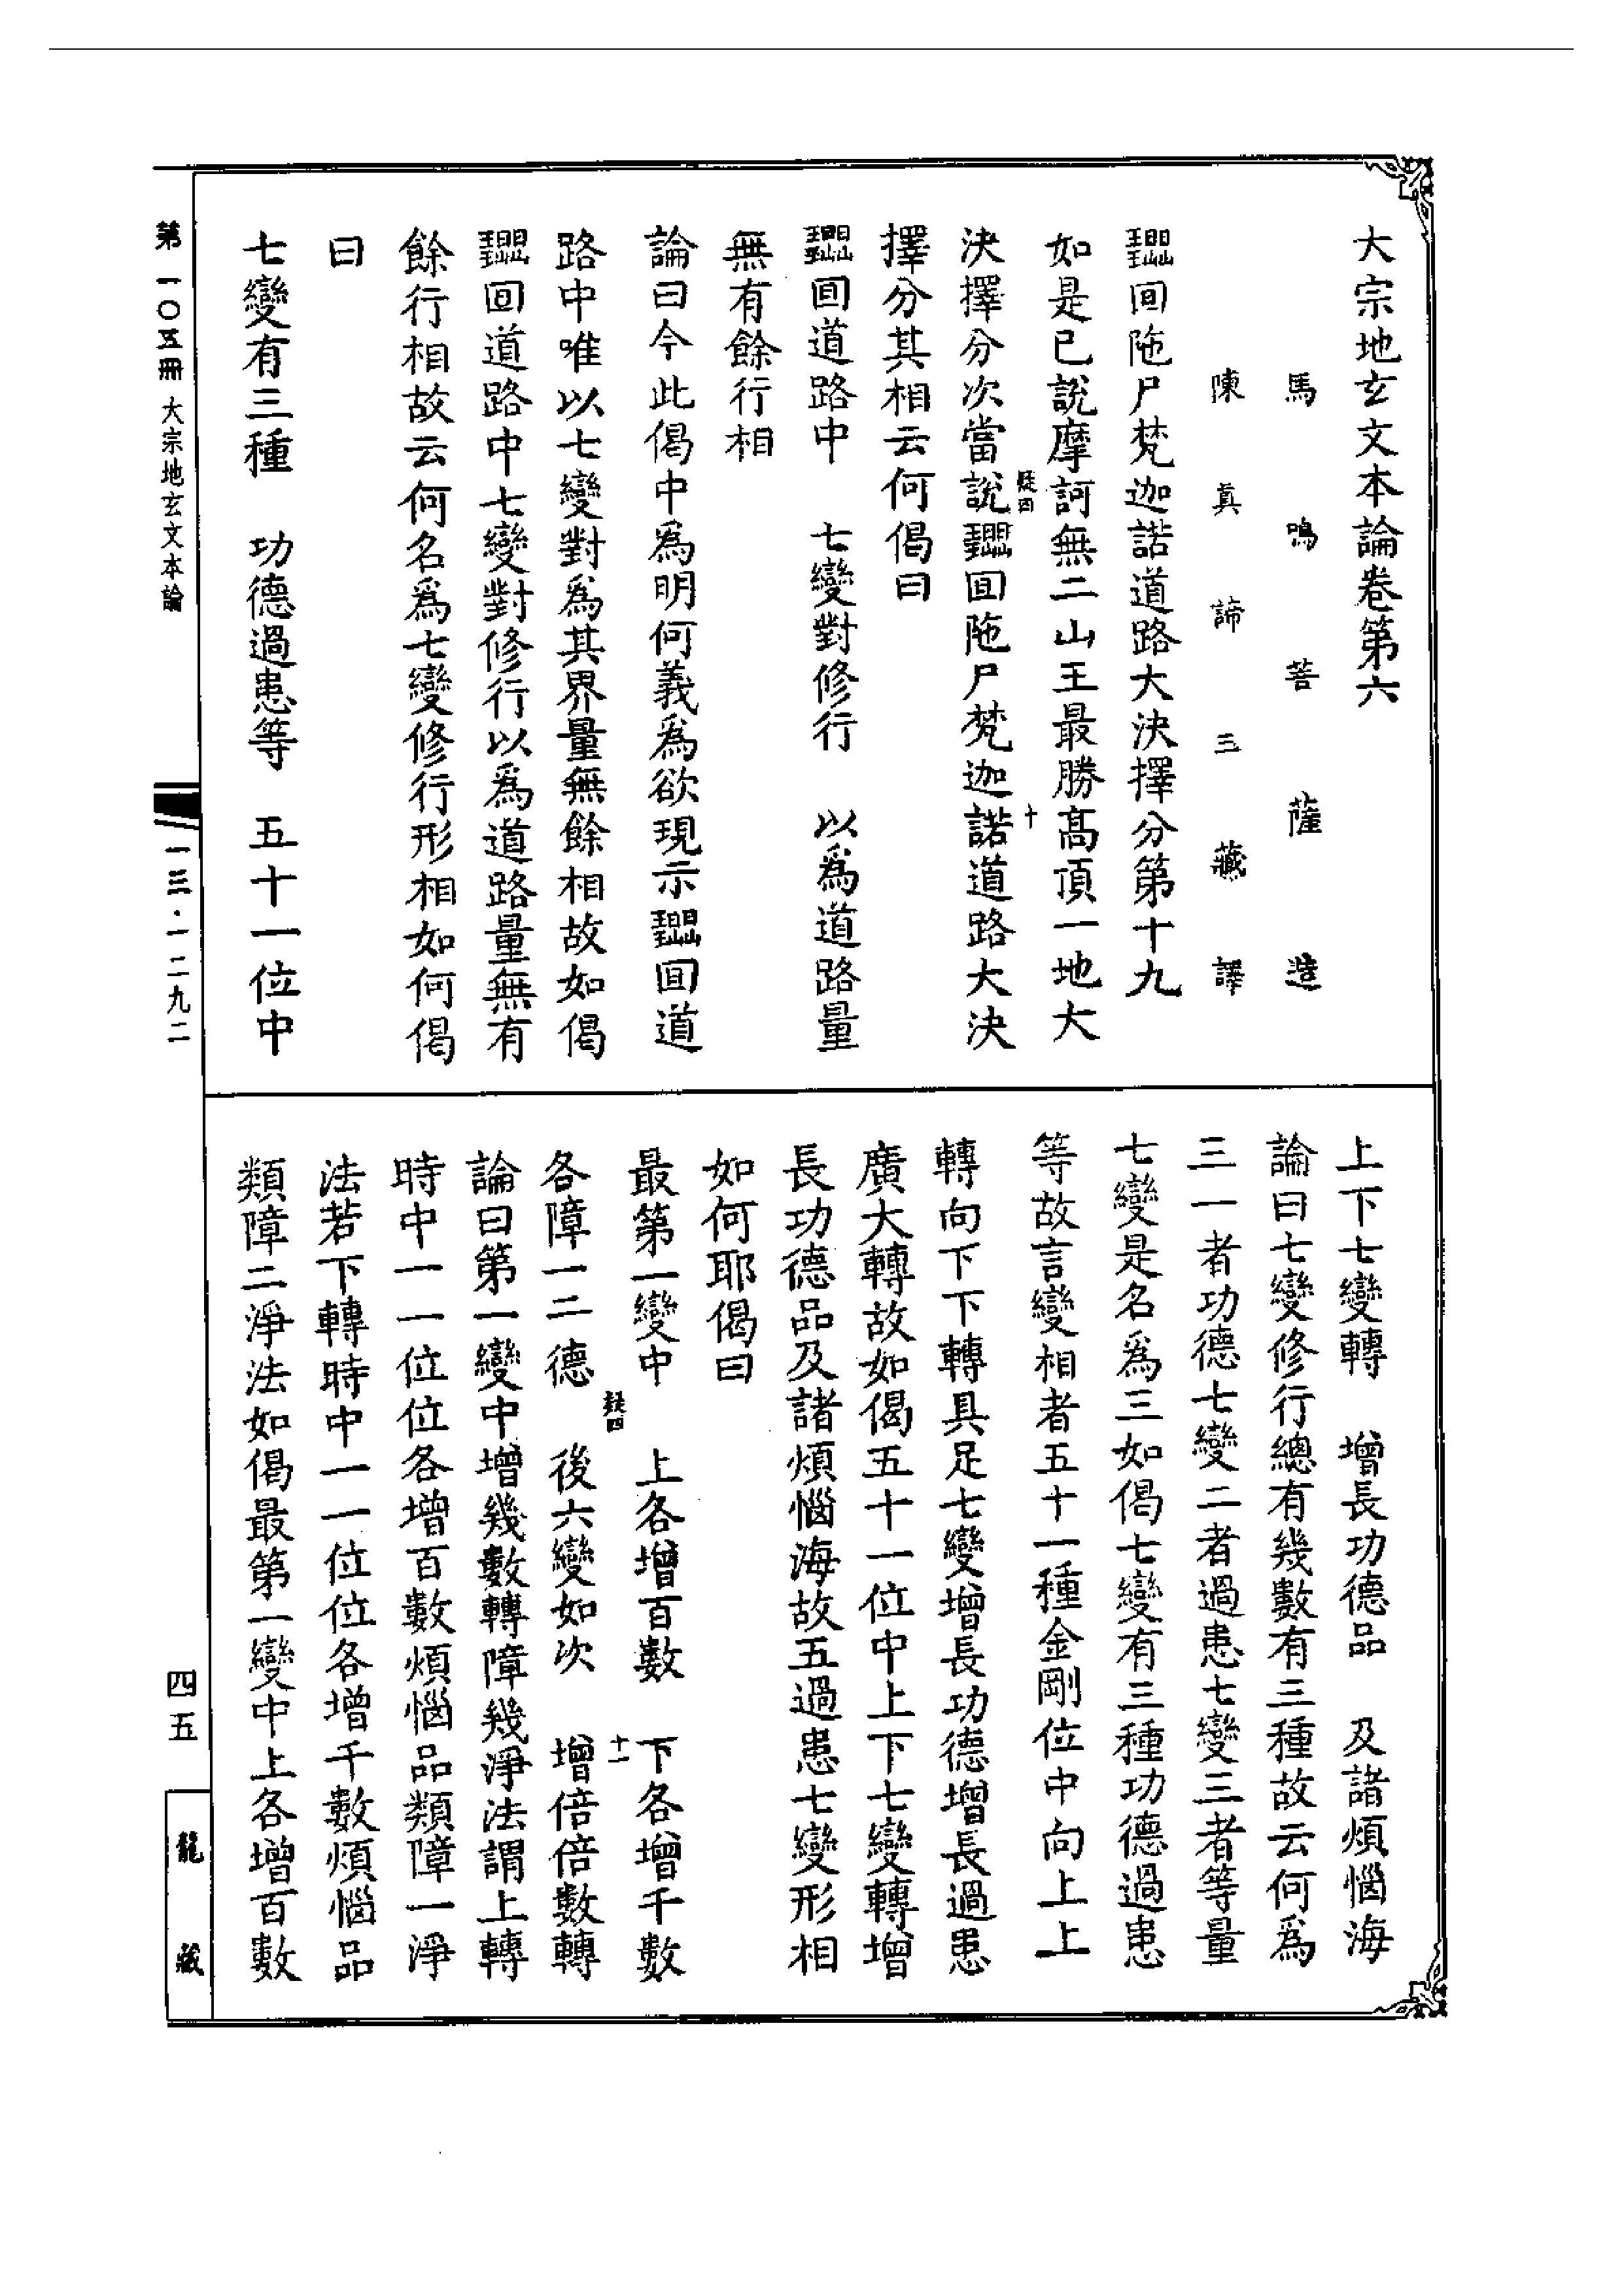 大宗地玄文本論卷第六
馬鳴菩薩造
陳真諦三藏譯
囬陁尸梵迦諾道路大決擇分第十九
如是已說摩訶無二山王最勝高頂一地大
疑四 十
決擇分次當說囬陁尸梵迦諾道路大決
擇分其相云何偈曰
囬道路中 七變對修行 以爲道路量
無有餘行相
論曰今此偈中爲明何義爲欲現示囬道
路中唯以七變對爲其界量無餘相故如偈
囬道路中七變對修行以爲道路量無有
餘行相故云何名爲七變修行形相如何偈
曰
七變有三種 功德過患等 五十一位中
上下七變轉 增長功德品 及諸煩惱海
論曰七變修行總有幾數有三種故云何爲
三一者功德七變二者過患七變三者等量
七變是名爲三如偈七變有三種功德過患
等故言變相者五十一種金剛位中向上上
轉向下下轉具足七變增長功德增長過患
廣大轉故如偈五十一位中上下七變轉增
長功德品及諸煩惱海故五過患七變形相
如何耶偈曰
最第一變中 上各增百數 下各增千數
疑四 十一
各障一二德 後六變如次 增倍倍數轉
論曰第一變中增幾數轉障幾淨法謂上轉
時中一一位位各增百數煩惱品類障一淨
法若下轉時中一一位位各增千數煩惱品
類障二淨法如偈最第一變中上各增百數
第一〇五冊 大宗地玄文本論
一三·一二九二
四五
龍藏